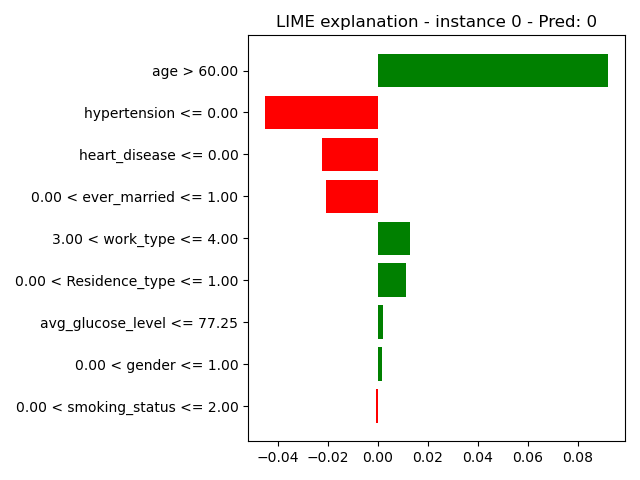 LIME explanation - instance 0 - Pred: 0
age > 60.00
hypertension <= 0.00
heart_disease <= 0.00
0.00 < ever_married <= 1.00
3.00 < work_type <= 4.00
0.00 < Residence_type <= 1.00
avg_glucose_level <= 77.25
0.00 < gender <= 1.00
0.00 < smoking_status <= 2.00
−0.04 −0.02 0.00 0.02 0.04 0.06 0.08